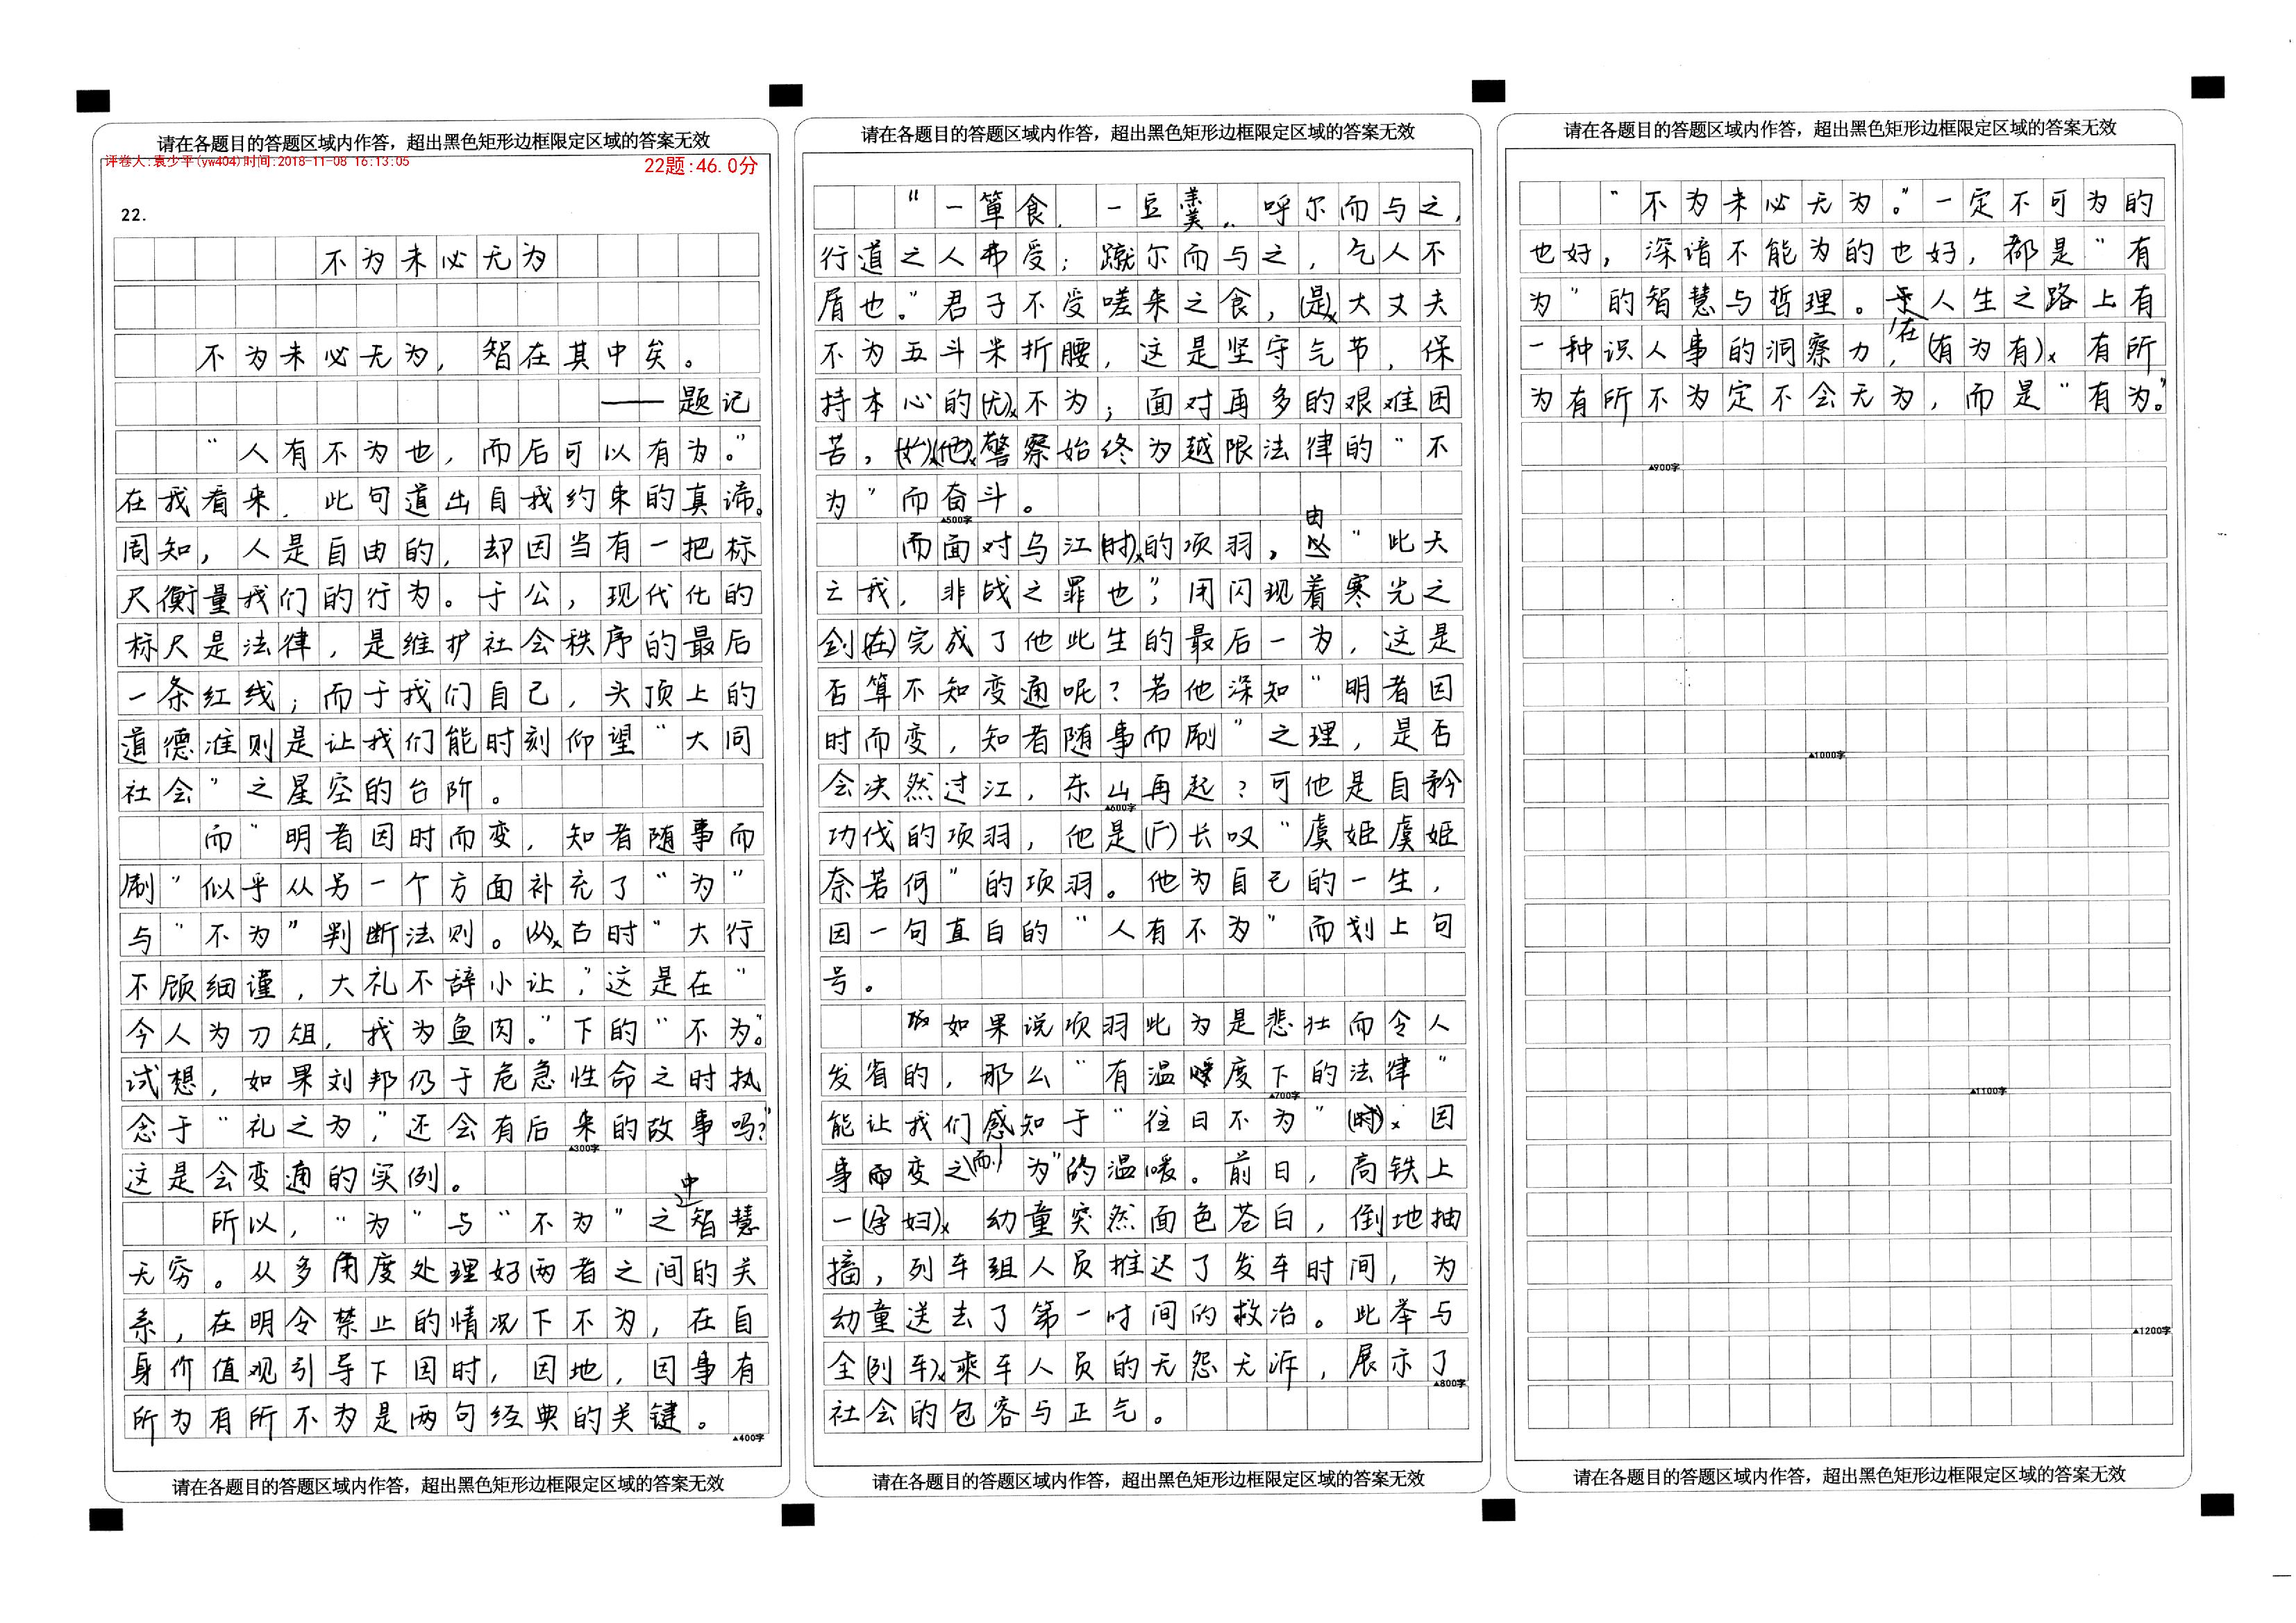 请在各题目的答题区域内作答，超出黑色矩形边框限定区域的答案无效
评卷人:袁少平(yw404)时间:2018-11-08 16:13:05
22题:46.0分
22.
不为未必无为
不为未必无为，智在其中矣。
——题记
“人有不为也，而后可以有为。”
在我看来，此句道出自我约束的真谛。
周知，人是自由的，却因当有一把标
尺衡量我们的行为。于公，现代化的
标尺是法律，是维护社会秩序的最后
一条红线；而于我们自己，头顶上的
道德准则是让我们能时刻仰望“大同
社会”之星空的台阶。
而“明者因时而变，知者随事而
制”似乎从另一个方面补充了“为”
与“不为”判断法则。古时“大行
不顾细谨，大礼不辞小让，”这是在“
今人为刀俎，我为鱼肉。”下的“不为”。
试想，如果刘邦仍于危急性命之时执
念于“礼之为，”还会有后来的故事吗？”
▲300字
这是会变通的实例。
所以，“为”与“不为”之中智慧
无穷。从多角度处理好两者之间的关
系，在明令禁止的情况下不为，在自
身价值观引导下因时，因地，因事有
所为有所不为是两句经典的关键。
▲400字
请在各题目的答题区域内作答，超出黑色矩形边框限定区域的答案无效
请在各题目的答题区域内作答，超出黑色矩形边框限定区域的答案无效
“一箪食，一豆羹，呼尔而与之，
行道之人弗受；蹴尔而与之，乞人不
屑也。”君子不受嗟来之食，(是)大丈夫
不为五斗米折腰，这是坚守气节，保
持本心的(无)不为；面对再多的艰难困
苦，(他)警察始终为越限法律的“不
为”而奋斗。
▲500字
而面对乌江(时)的项羽，由“此天
亡我，非战之罪也”，用闪现着寒光之
剑(在)完成了他此生的最后一为，这是
否算不知变通呢？若他深知“明者因
时而变，知者随事而制”之理，是否
会决然过江，东山再起？可他是自矜
▲600字
功伐的项羽，他是长叹“虞姬虞姬
奈若何”的项羽。他为自己的一生，
因一句直白的“人有不为”而划上句
号。
如果说项羽此为是悲壮而令人
发省的，那么“有温度下的法律”
▲700字
能让我们感知于“往日不为”(时)因
事而变之(而)为”的温暖。前日，高铁上
一(孕妇)幼童突然面色苍白，倒地抽
搐，列车组人员推迟了发车时间，为
幼童送去了第一时间的救治。此举与
全(列车)乘车人员的无怨无诉，展示了
▲800字
社会的包容与正气。
请在各题目的答题区域内作答，超出黑色矩形边框限定区域的答案无效
请在各题目的答题区域内作答，超出黑色矩形边框限定区域的答案无效
“不为未必无为。”一定不可为的
也好，深谙不能为的也好，都是“有
为”的智慧与哲理。在人生之路上有
一种识人事的洞察力，(有为有)有所
为有所不为定不会无为，而是“有为。”
▲900字
▲1000字
▲1100字
▲1200字
请在各题目的答题区域内作答，超出黑色矩形边框限定区域的答案无效